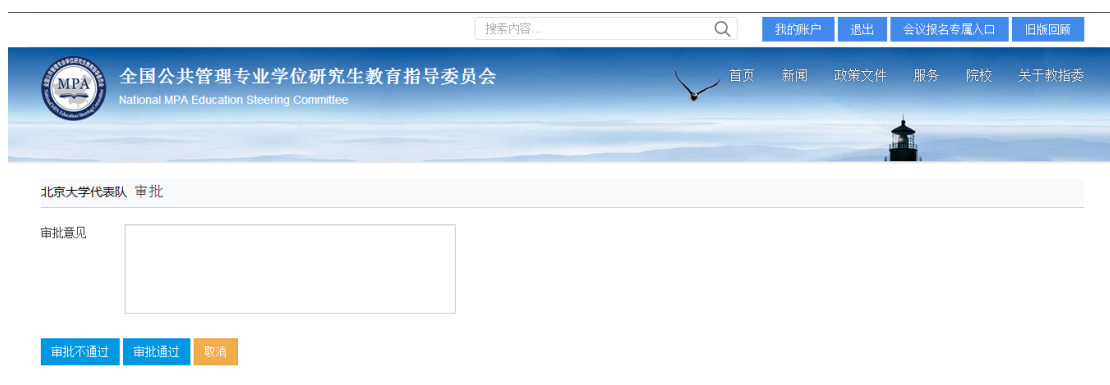 搜索内容...
我的账户 退出 会议报名专属入口 旧版回顾
MPA
全国公共管理专业学位研究生教育指导委员会
National MPA Education Steering Committee
首页 新闻 政策文件 服务 院校 关于教指委
北京大学代表队 审批
审批意见
审批不通过 审批通过 取消